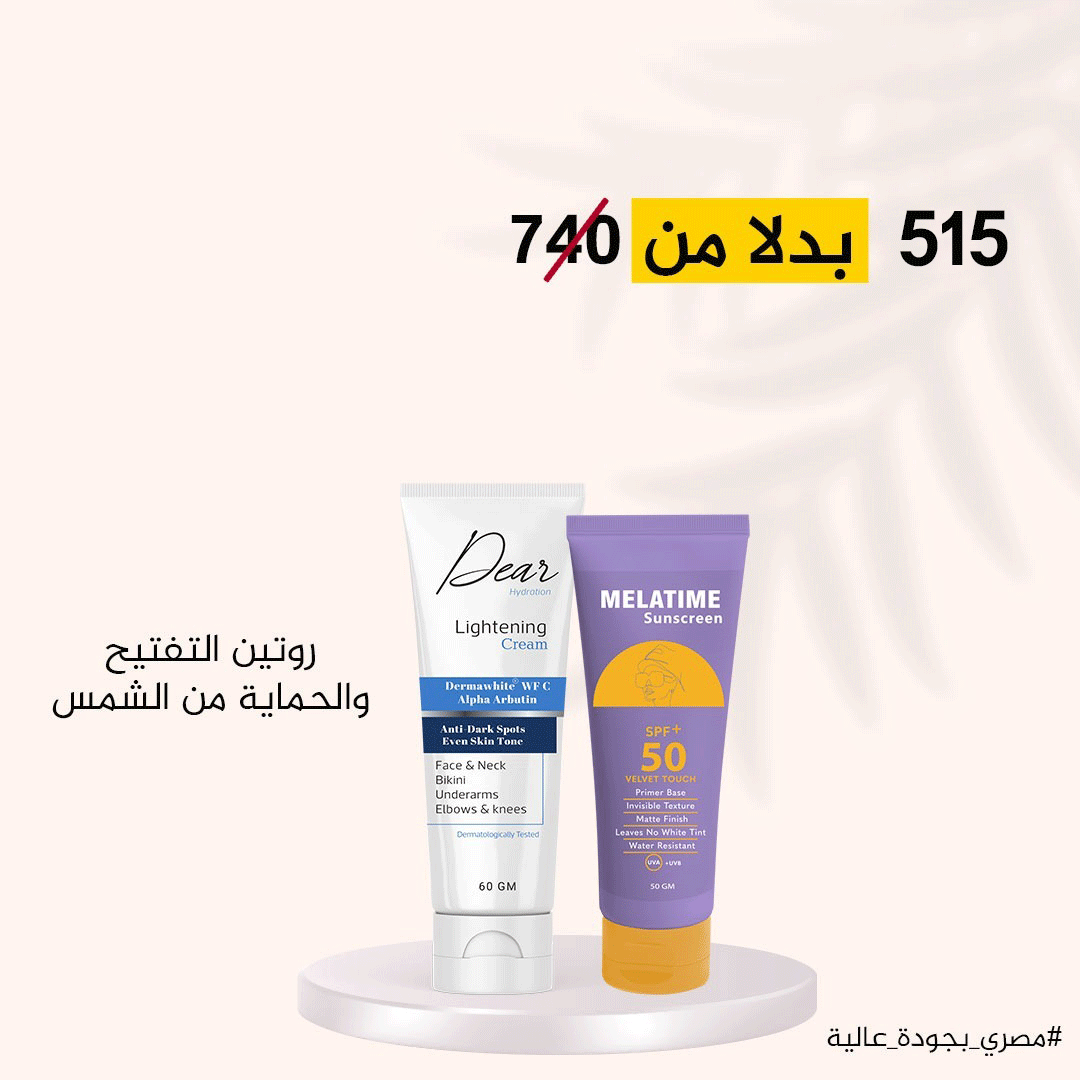 515 بدلا من 740
روتين التفتيح
والحماية من الشمس
Dear
Hydration
Lightening
Cream
Dermawhite® WF C
Alpha Arbutin
Anti-Dark Spots
Even Skin Tone
Face & Neck
Bikini
Underarms
Elbows & knees
Dermatologically Tested
60 GM
MELATIME
Sunscreen
SPF+
50
VELVET TOUCH
Primer Base
Invisible Texture
Matte Finish
Leaves No White Tint
Water Resistant
UVA +UVB
50 GM
#مصري_بجودة_عالية